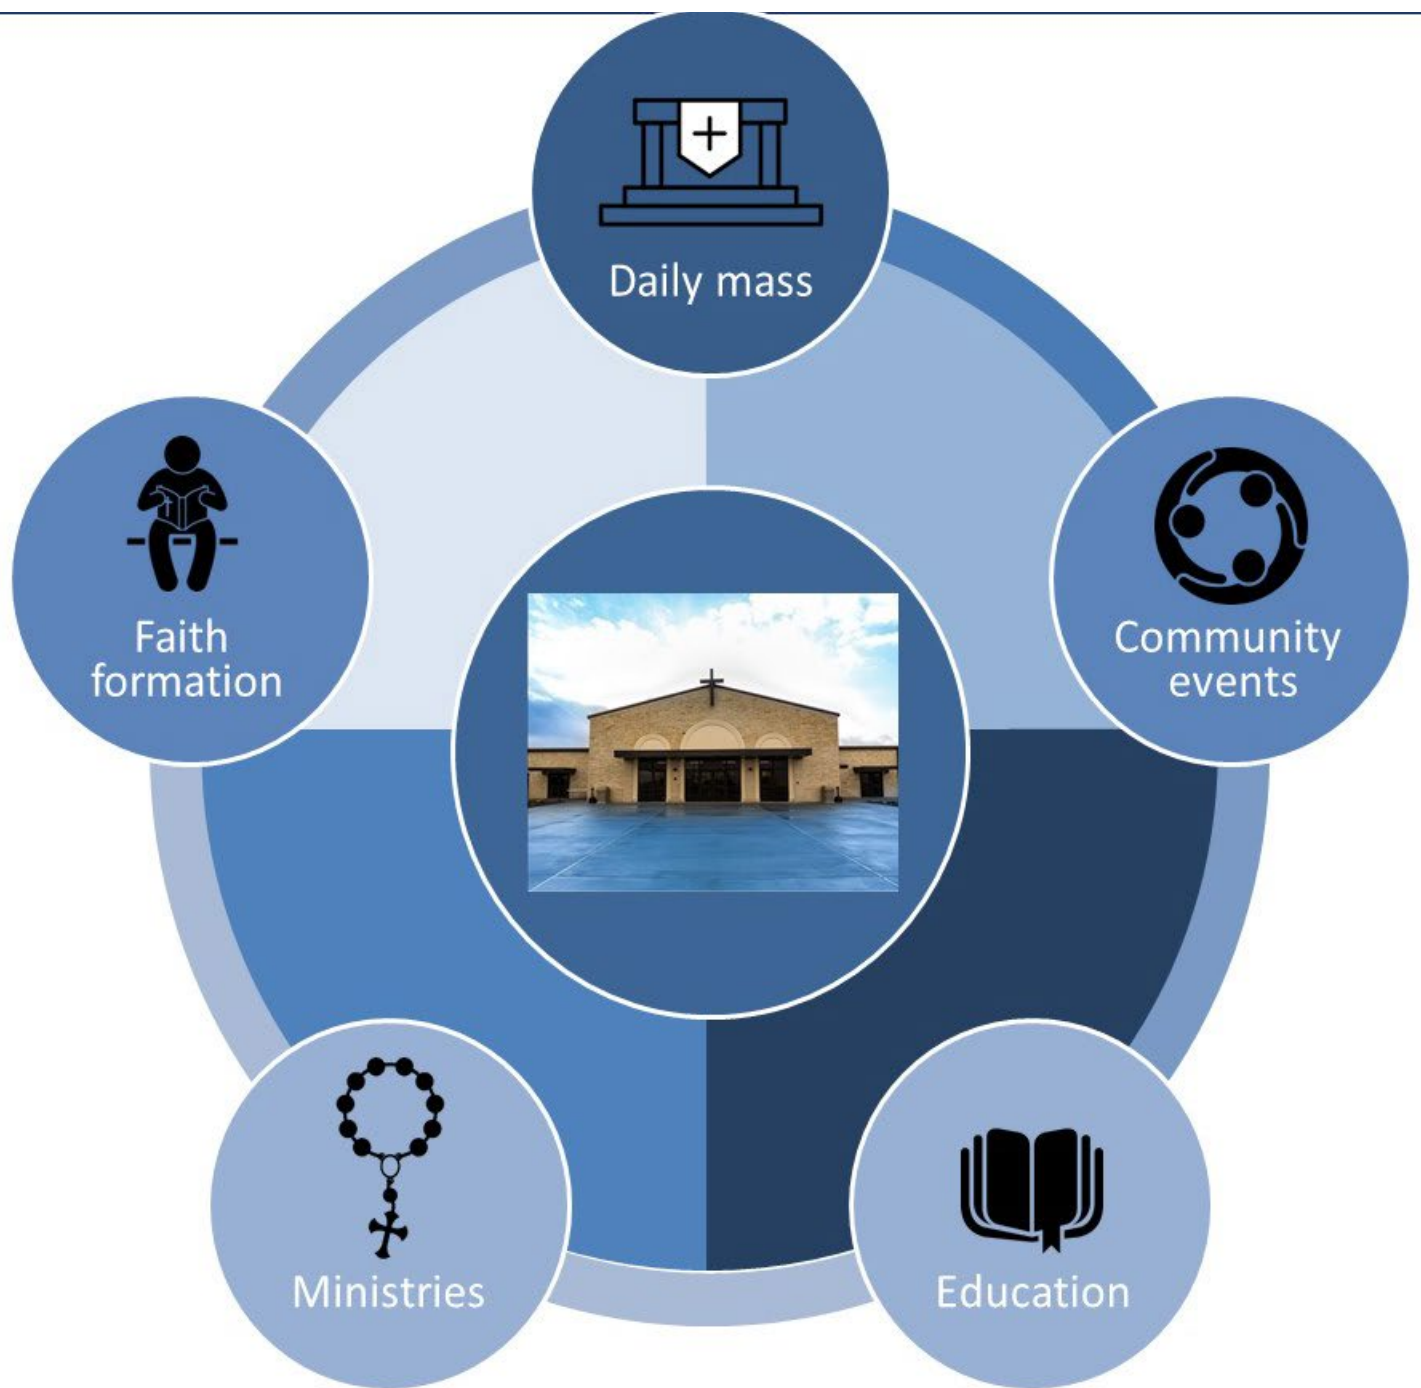 Daily mass
Faith
formation
Community
events
Ministries
Education